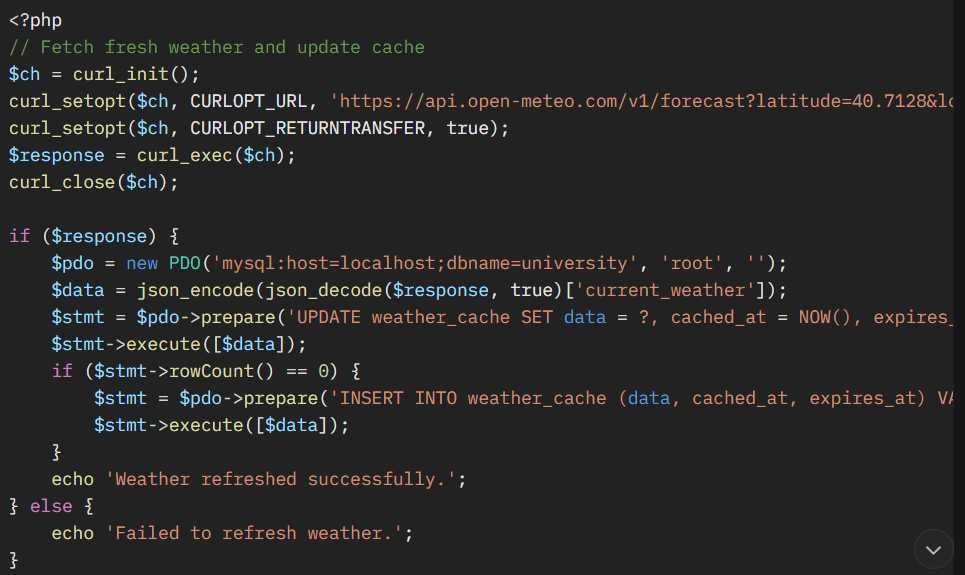 <?php
// Fetch fresh weather and update cache
$ch = curl_init();
curl_setopt($ch, CURLOPT_URL, 'https://api.open-meteo.com/v1/forecast?latitude=40.7128&lo
curl_setopt($ch, CURLOPT_RETURNTRANSFER, true);
$response = curl_exec($ch);
curl_close($ch);

if ($response) {
    $pdo = new PDO('mysql:host=localhost;dbname=university', 'root', '');
    $data = json_encode(json_decode($response, true)['current_weather']);
    $stmt = $pdo->prepare('UPDATE weather_cache SET data = ?, cached_at = NOW(), expires_
    $stmt->execute([$data]);
    if ($stmt->rowCount() == 0) {
        $stmt = $pdo->prepare('INSERT INTO weather_cache (data, cached_at, expires_at) VA
        $stmt->execute([$data]);
    }
    echo 'Weather refreshed successfully.';
} else {
    echo 'Failed to refresh weather.';
}